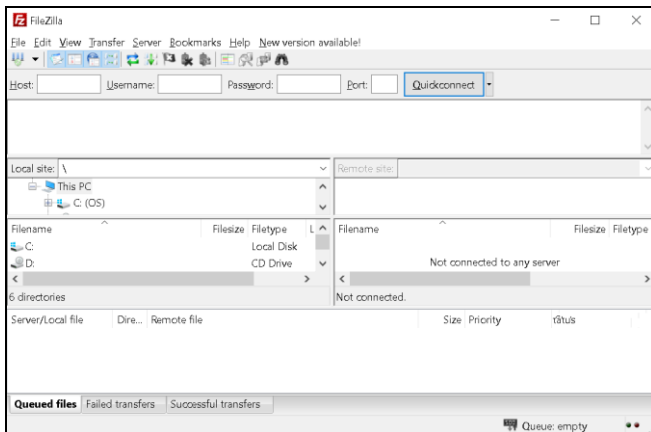 FileZilla
File Edit View Transfer Server Bookmarks Help New version available!
Host: Username: Password: Port: Quickconnect
Local site: \ Remote site:
This PC
C: (OS)
Filename Filesize Filetype L Filename Filesize Filetype
C: Local Disk
D: CD Drive Not connected to any server
6 directories Not connected.
Server/Local file Dire... Remote file Size Priority
Queued files Failed transfers Successful transfers
Queue: empty